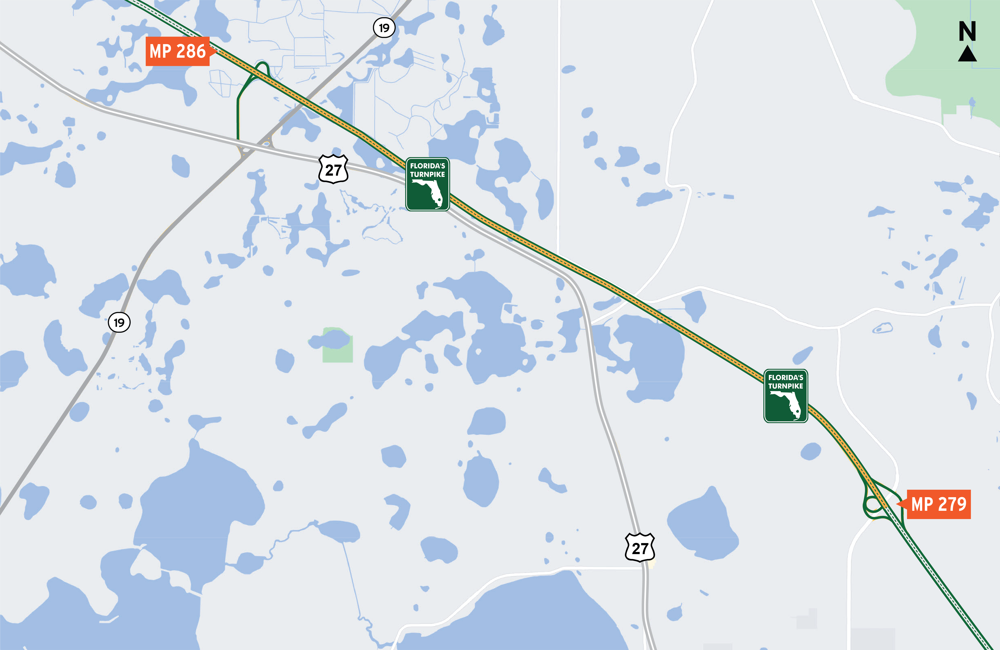 19
N
MP 286
FLORIDA'S
TURNPIKE
27
19
FLORIDA'S
TURNPIKE
MP 279
27